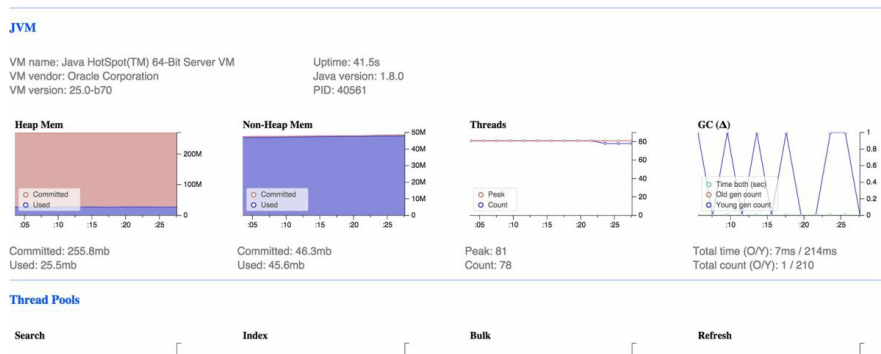 JVM
VM name: Java HotSpot(TM) 64-Bit Server VM
VM vendor: Oracle Corporation
VM version: 25.0-b70
Uptime: 41.5s
Java version: 1.8.0
PID: 40561
Heap Mem
200M
100M
0
Committed
Used
:05 :10 :15 :20 :25
Committed: 255.8mb
Used: 25.5mb
Non-Heap Mem
50M
40M
30M
20M
10M
0
Committed
Used
:05 :10 :15 :20 :25
Committed: 46.3mb
Used: 45.6mb
Threads
80
60
40
20
0
Peak
Count
:05 :10 :15 :20 :25
Peak: 81
Count: 78
GC (Δ)
1
0.8
0.6
0.4
0.2
0
Time both (sec)
Old gen count
Young gen count
:10 :15 :20 :25
Total time (O/Y): 7ms / 214ms
Total count (O/Y): 1 / 210
Thread Pools
Search
Index
Bulk
Refresh